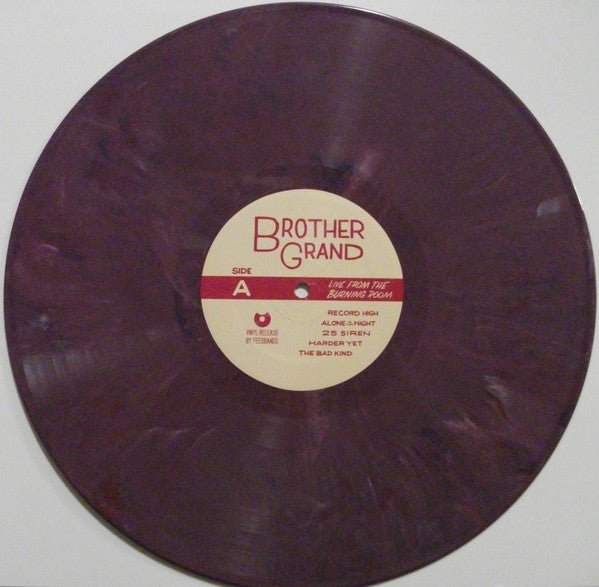 BROTHER
GRAND
SIDE
A
LIVE FROM THE
BURNING ROOM
RECORD HIGH
ALONE IN THE NIGHT
25 SIREN
HARDER YET
THE BAD KIND
VINYL RELEASE
BY FEEDBANDS